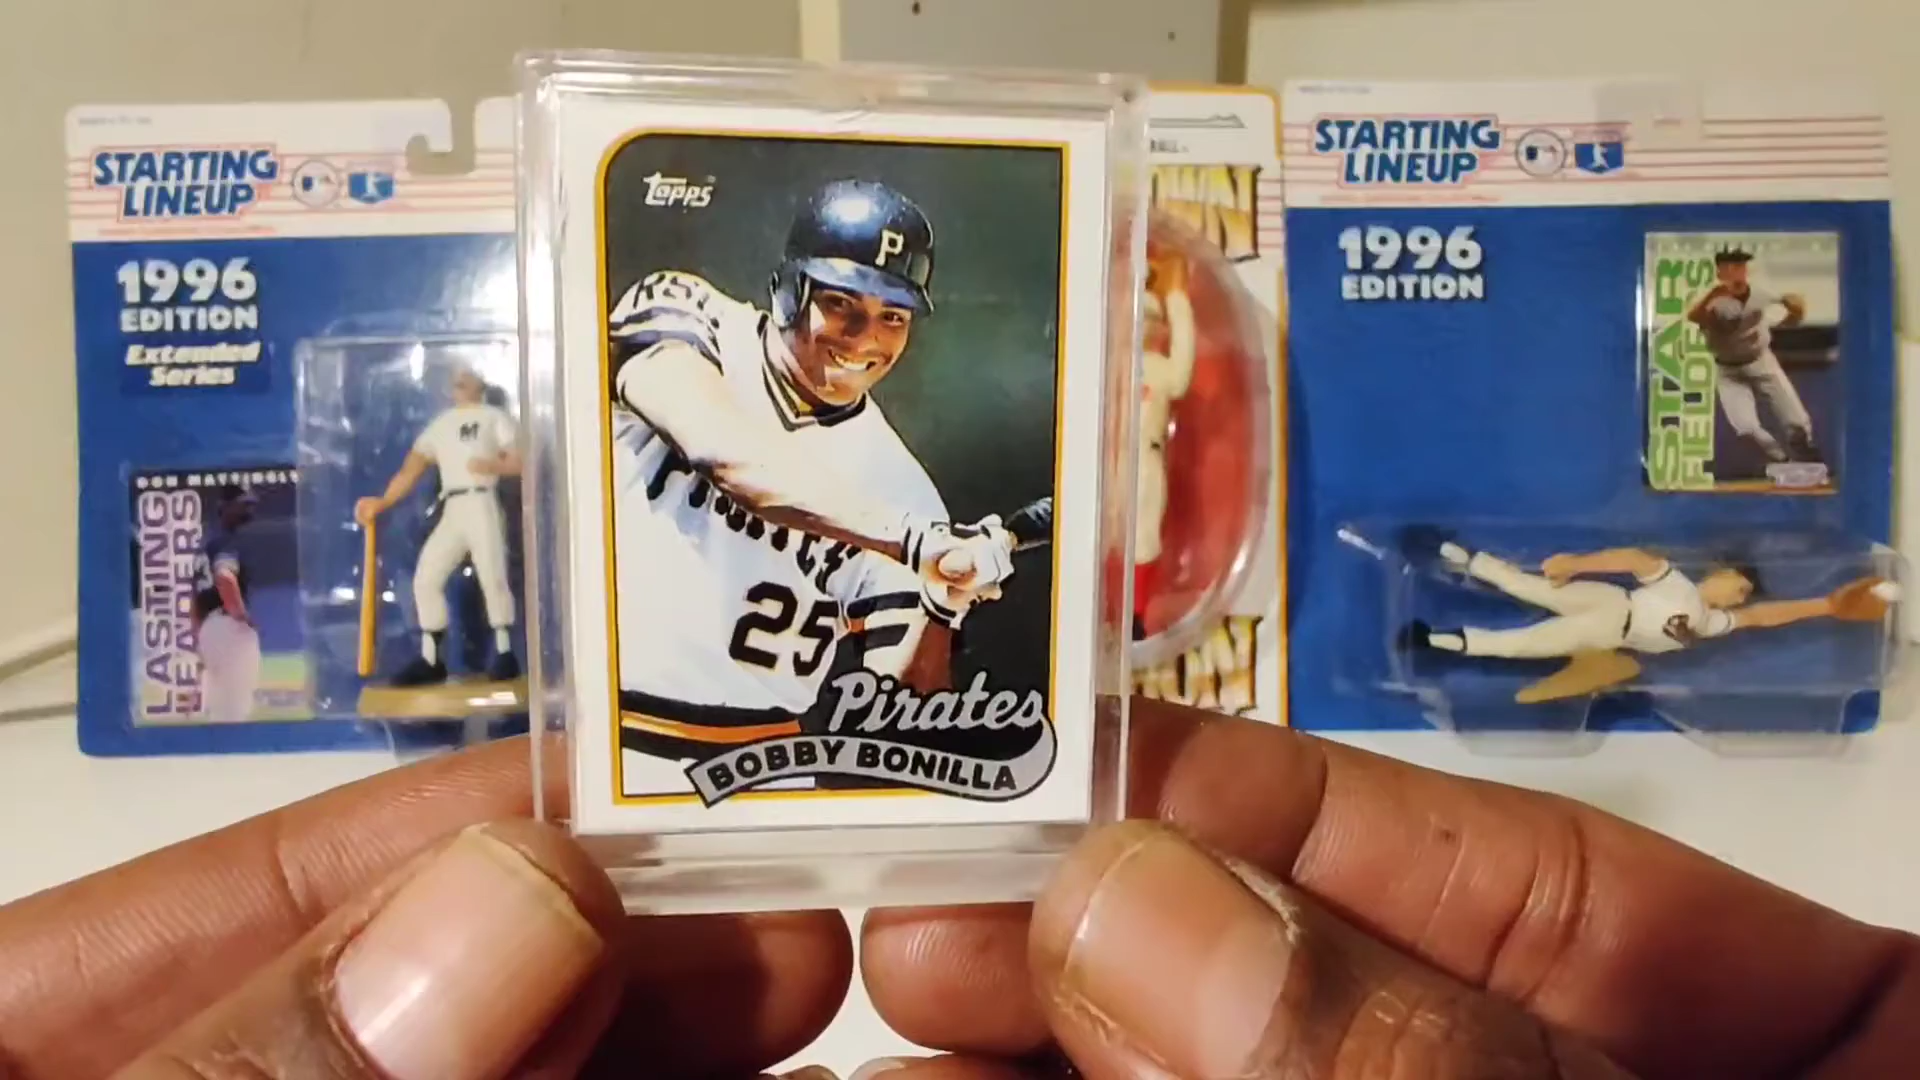 STARTING
LINEUP
1996
EDITION
Extended
Series
DON MATTINGLY
LASTING
LEADERS
Topps
P
25
Pirates
BOBBY BONILLA
STARTING
LINEUP
1996
EDITION
STAR
FIELDERS